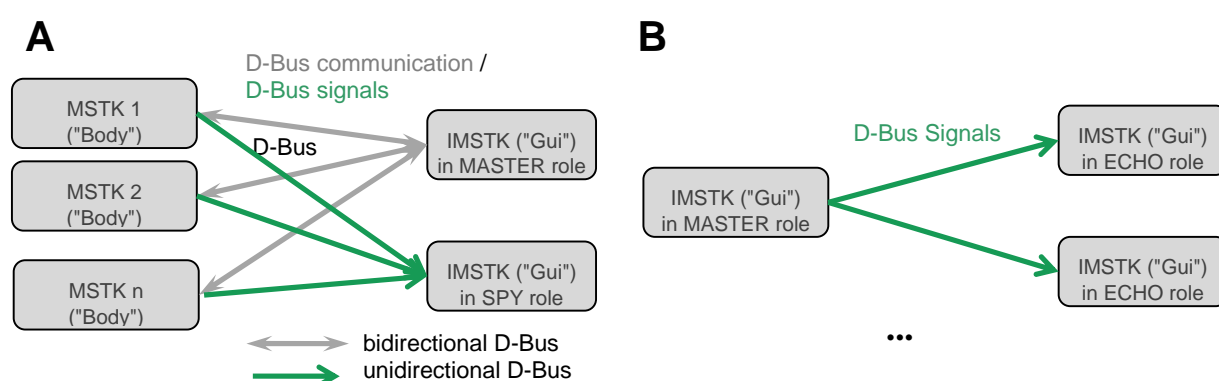 A
D-Bus communication /
D-Bus signals
MSTK 1
("Body")
D-Bus
IMSTK ("Gui")
in MASTER role
MSTK 2
("Body")
IMSTK ("Gui")
in SPY role
MSTK n
("Body")
bidirectional D-Bus
unidirectional D-Bus
B
D-Bus Signals
IMSTK ("Gui")
in ECHO role
IMSTK ("Gui")
in MASTER role
IMSTK ("Gui")
in ECHO role
...